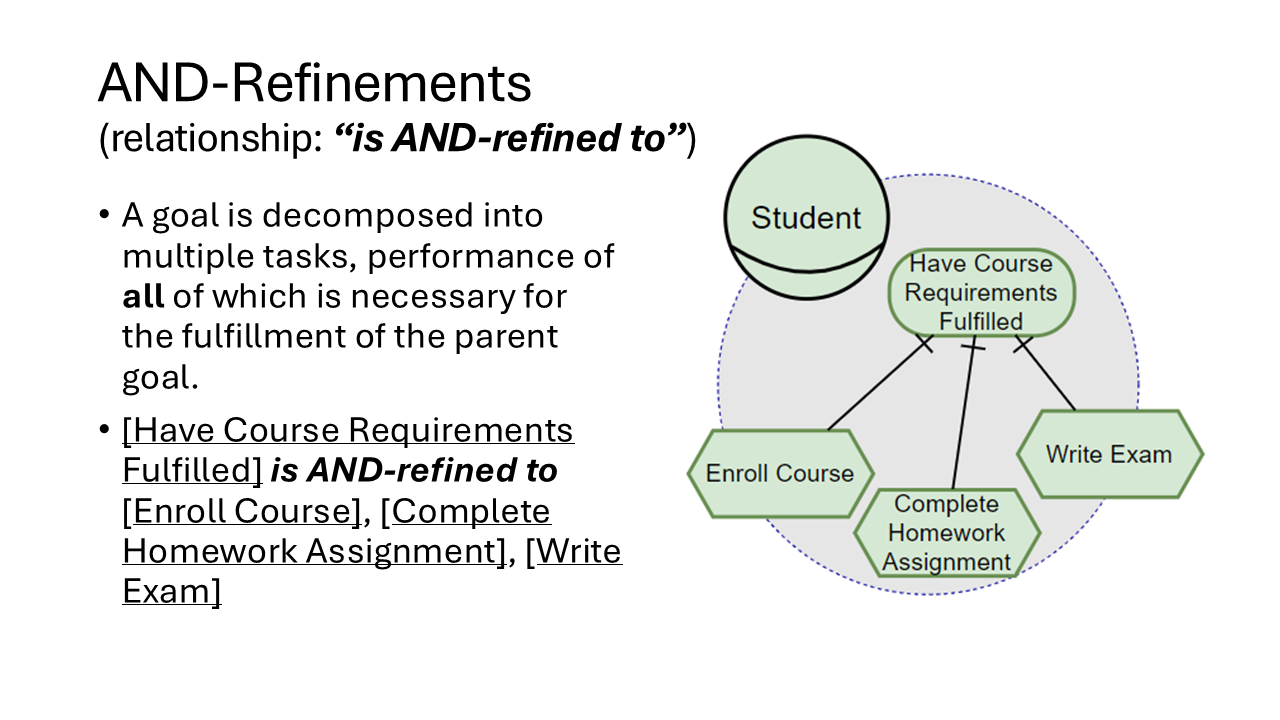 AND-Refinements
(relationship: “is AND-refined to”)
• A goal is decomposed into
multiple tasks, performance of
all of which is necessary for
the fulfillment of the parent
goal.
• [Have Course Requirements
Fulfilled] is AND-refined to
[Enroll Course], [Complete
Homework Assignment], [Write
Exam]
Student
Have Course
Requirements
Fulfilled
Enroll Course
Complete
Homework
Assignment
Write Exam